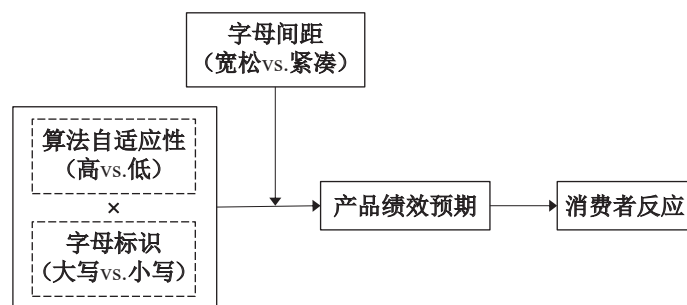 字母间距
（宽松vs.紧凑）
算法自适应性
（高vs.低）
×
字母标识
（大写vs.小写）
产品绩效预期
消费者反应